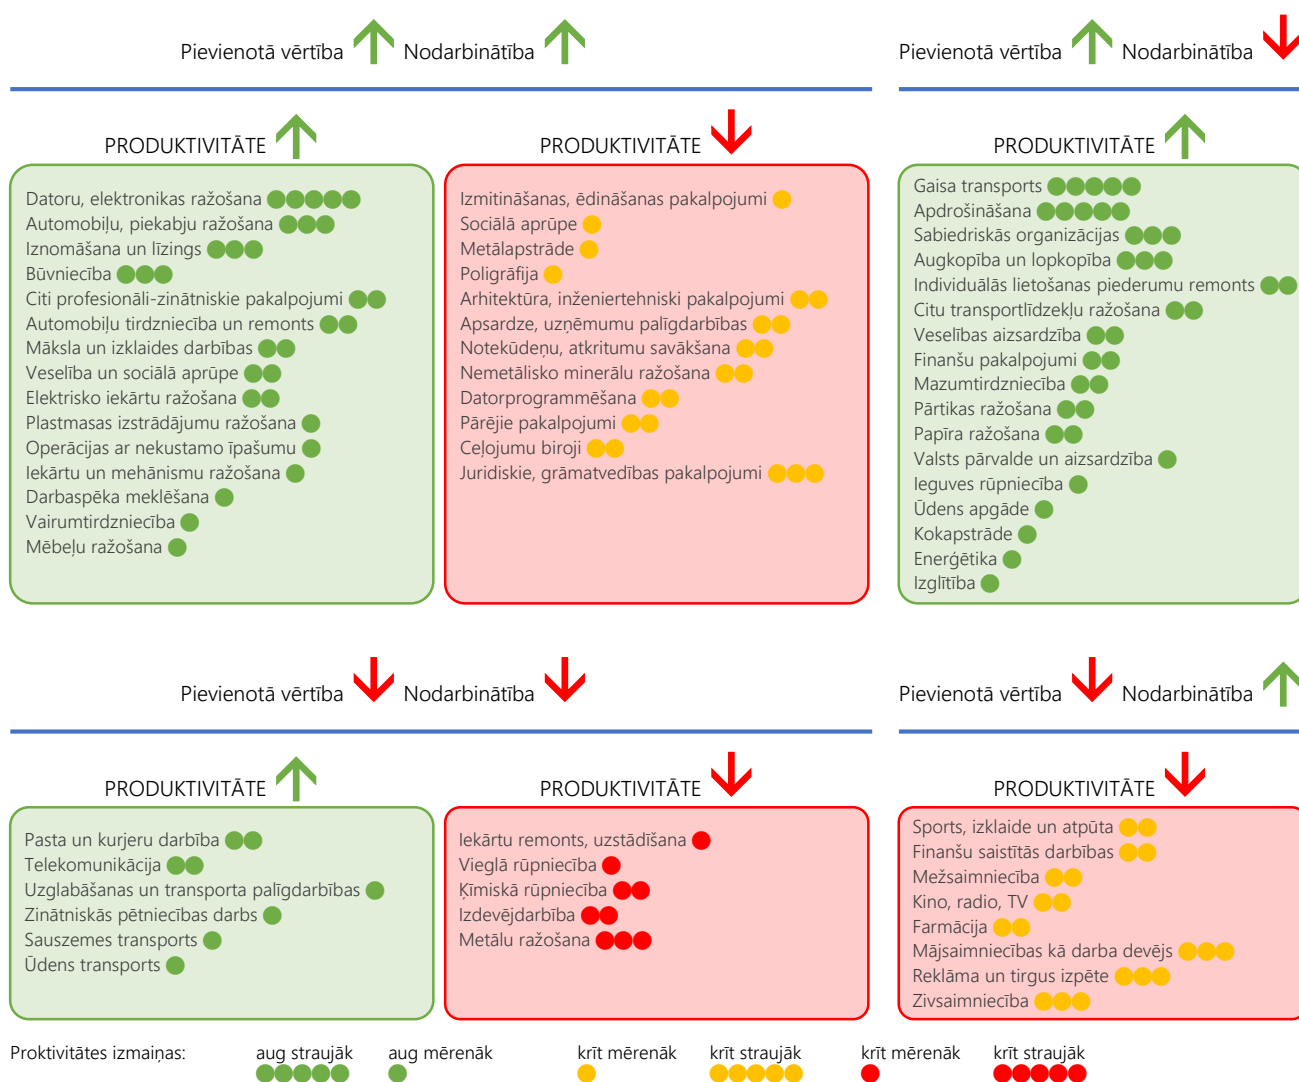 Pievienotā vērtība Nodarbinātība
PRODUKTIVITĀTE
Datoru, elektronikas ražošana
Automobiļu, piekabju ražošana
Iznomāšana un līzings
Būvniecība
Citi profesionāli-zinātniskie pakalpojumi
Automobiļu tirdzniecība un remonts
Māksla un izklaides darbības
Veselība un sociālā aprūpe
Elektrisko iekārtu ražošana
Plastmasas izstrādājumu ražošana
Operācijas ar nekustamo īpašumu
Iekārtu un mehānismu ražošana
Darbaspēka meklēšana
Vairumtirdzniecība
Mēbeļu ražošana
PRODUKTIVITĀTE
Izmitināšanas, ēdināšanas pakalpojumi
Sociālā aprūpe
Metālapstrāde
Poligrāfija
Arhitektūra, inženiertehniski pakalpojumi
Apsardze, uzņēmumu palīgdarbības
Notekūdeņu, atkritumu savākšana
Nemetālisko minerālu ražošana
Datorprogrammēšana
Pārējie pakalpojumi
Ceļojumu biroji
Juridiskie, grāmatvedības pakalpojumi
Pievienotā vērtība Nodarbinātība
PRODUKTIVITĀTE
Gaisa transports
Apdrošināšana
Sabiedriskās organizācijas
Augkopība un lopkopība
Individuālās lietošanas piederumu remonts
Citu transportlīdzekļu ražošana
Veselības aizsardzība
Finanšu pakalpojumi
Mazumtirdzniecība
Pārtikas ražošana
Papīra ražošana
Valsts pārvalde un aizsardzība
Ieguves rūpniecība
Ūdens apgāde
Kokapstrāde
Enerģētika
Izglītība
Pievienotā vērtība Nodarbinātība
PRODUKTIVITĀTE
Pasta un kurjeru darbība
Telekomunikācija
Uzglabāšanas un transporta palīgdarbības
Zinātniskās pētniecības darbs
Sauszemes transports
Ūdens transports
PRODUKTIVITĀTE
Iekārtu remonts, uzstādīšana
Vieglā rūpniecība
Ķīmiskā rūpniecība
Izdevējdarbība
Metālu ražošana
Pievienotā vērtība Nodarbinātība
PRODUKTIVITĀTE
Sports, izklaide un atpūta
Finanšu saistītās darbības
Mežsaimniecība
Kino, radio, TV
Farmācija
Mājsaimniecības kā darba devējs
Reklāma un tirgus izpēte
Zivsaimniecība
Proktivitātes izmaiņas: aug straujāk aug mērenāk krīt mērenāk krīt straujāk krīt mērenāk krīt straujāk